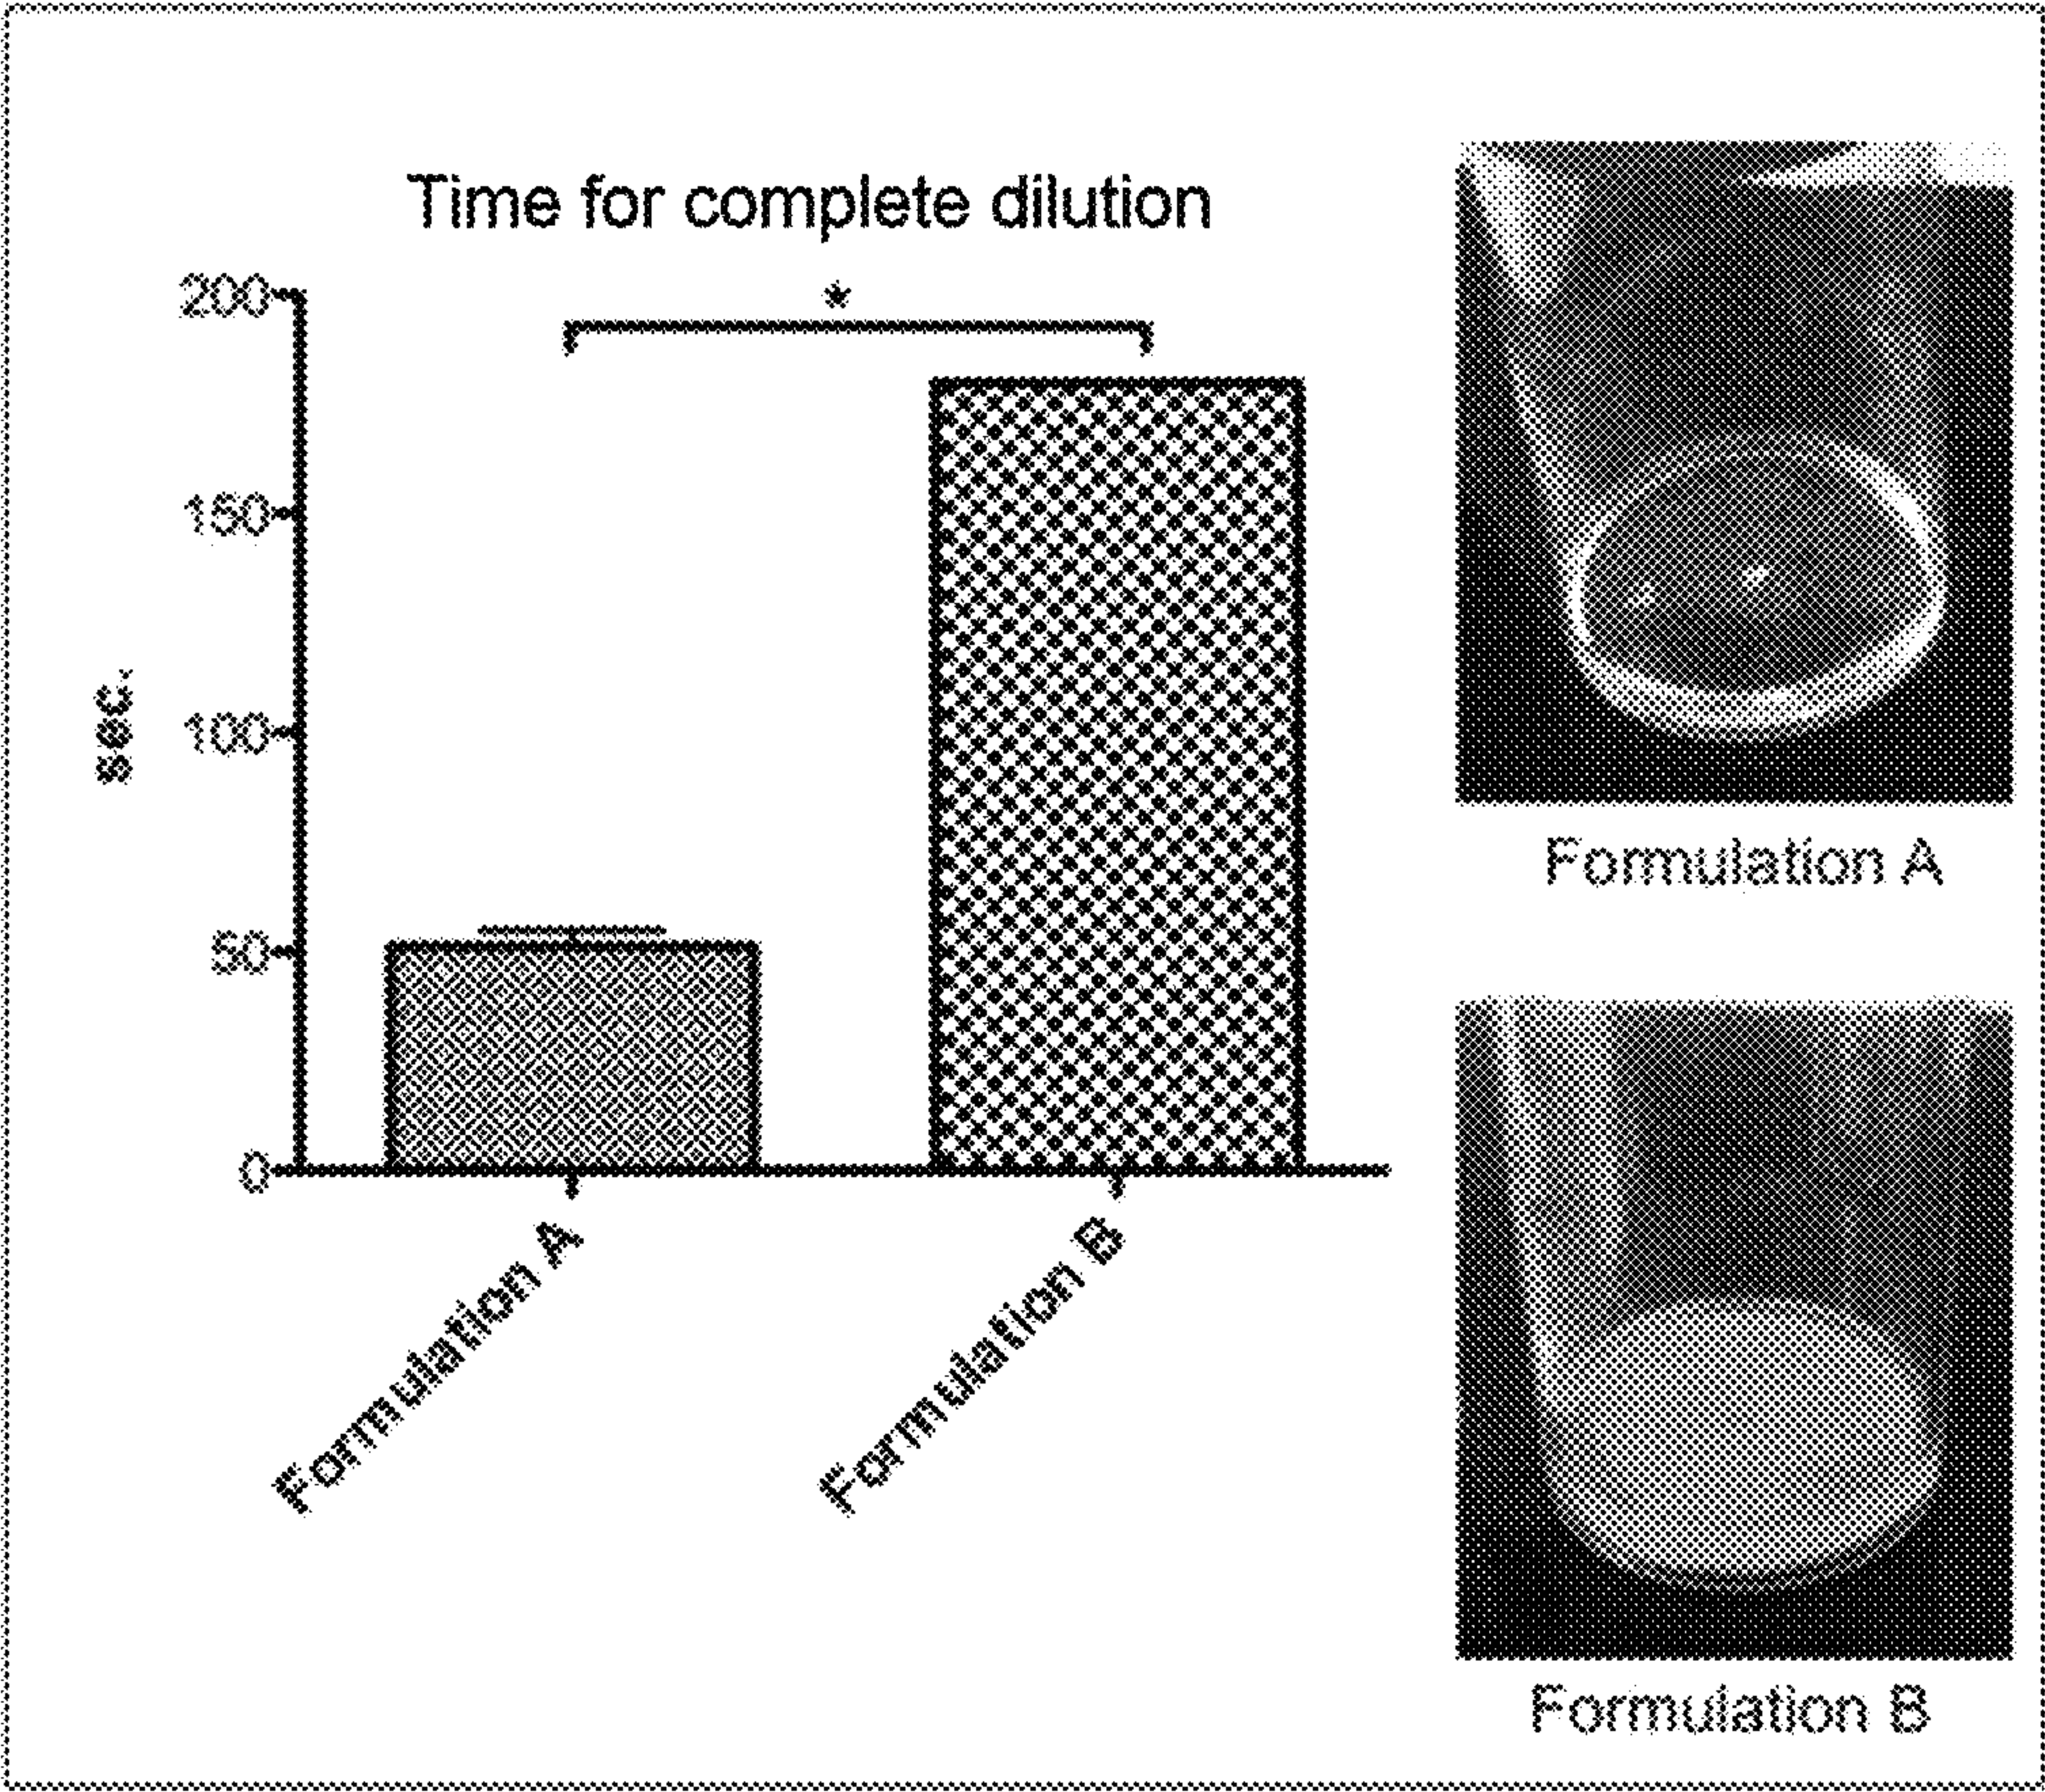 Time for complete dilution
*
200
150
100
50
0
sec.
Formulation A
Formulation B
Formulation A
Formulation B